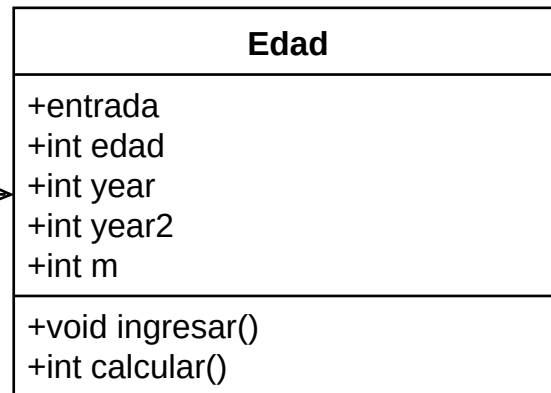 Edad
+entrada
+int edad
+int year
+int year2
+int m
+void ingresar()
+int calcular()